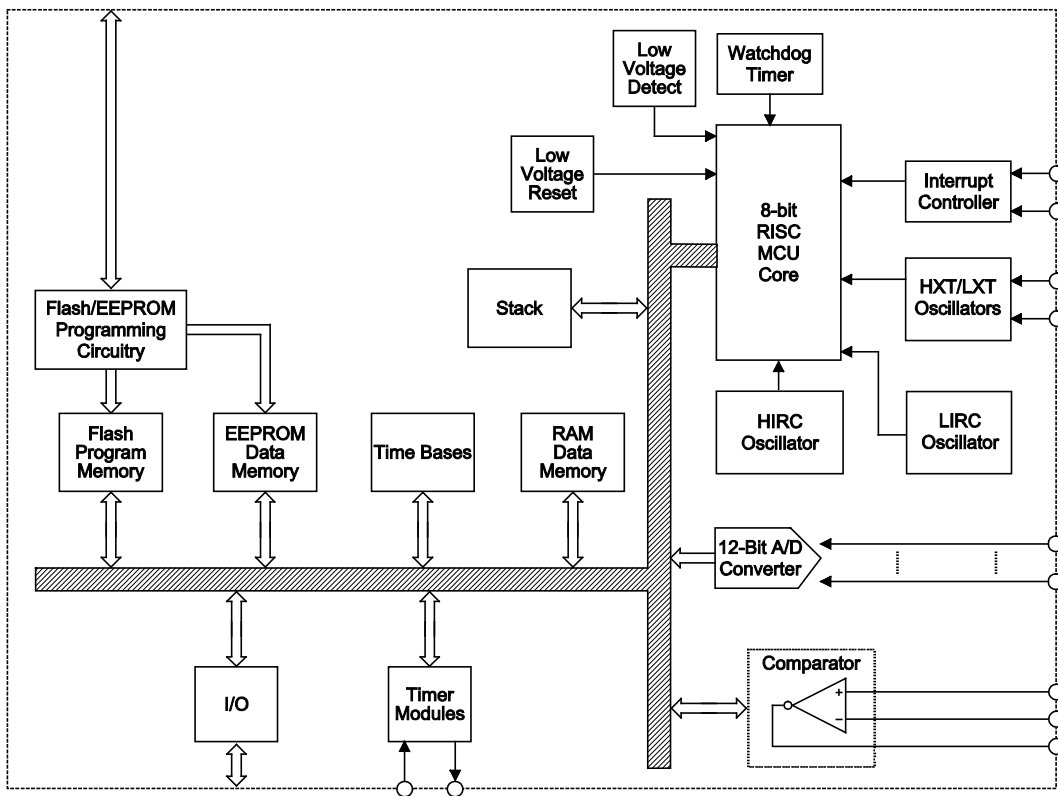 Low
Voltage
Detect
Watchdog
Timer
Low
Voltage
Reset
8-bit
RISC
MCU
Core
Interrupt
Controller
Stack
HXT/LXT
Oscillators
Flash/EEPROM
Programming
Circuitry
Flash
Program
Memory
EEPROM
Data
Memory
Time Bases
RAM
Data
Memory
HIRC
Oscillator
LIRC
Oscillator
12-Bit A/D
Converter
I/O
Timer
Modules
Comparator
+
−